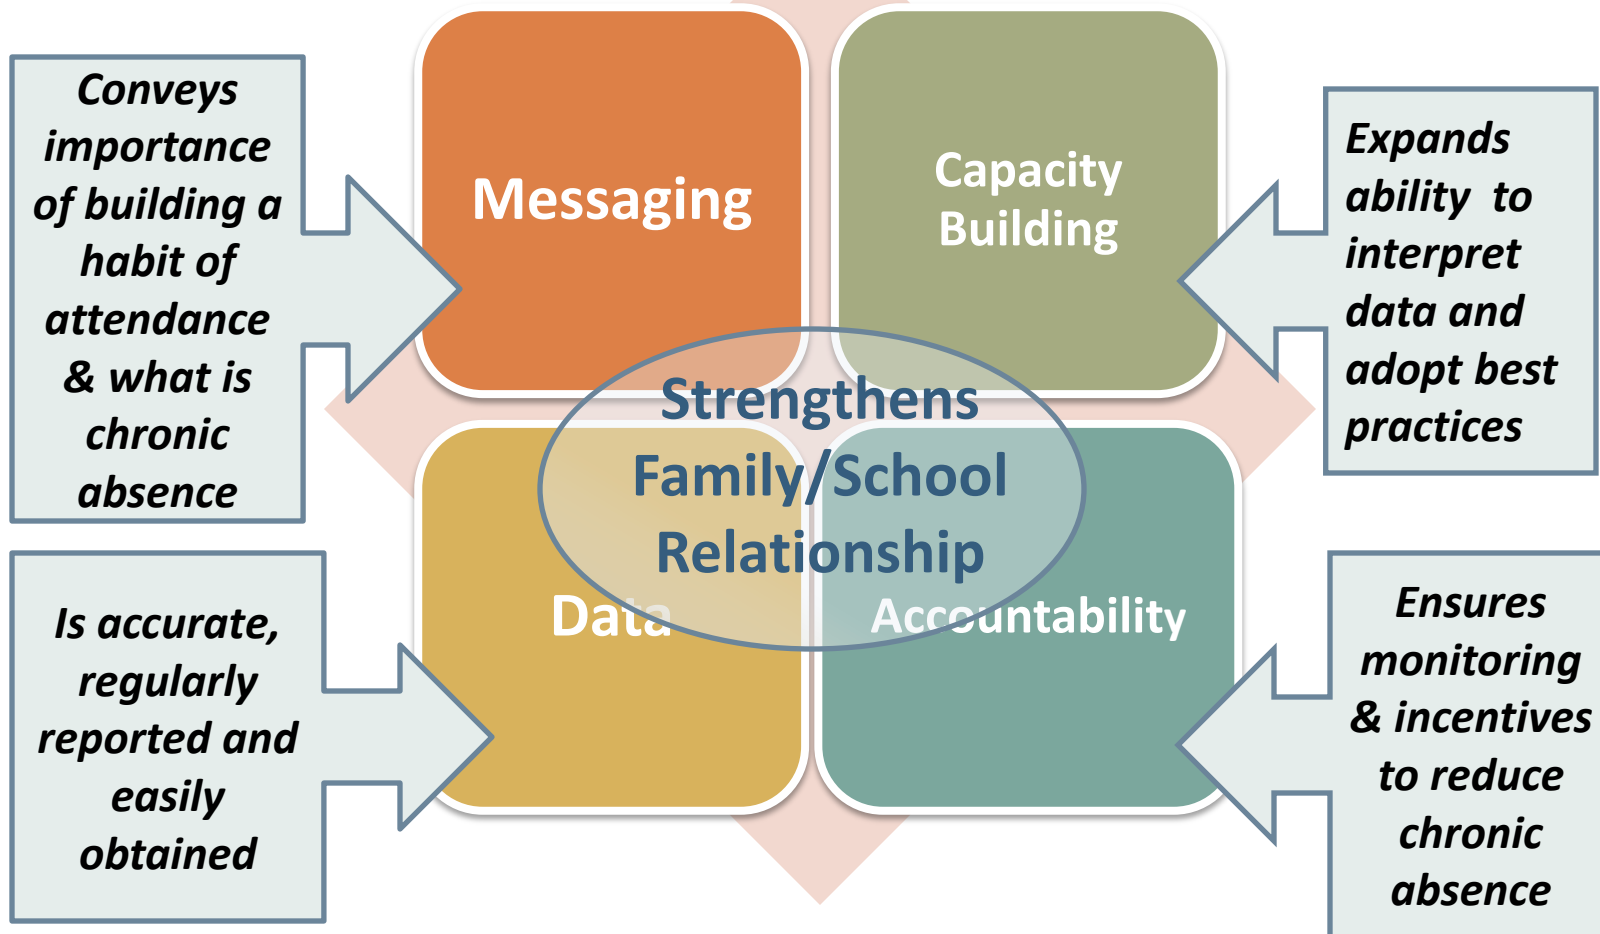 Conveys
importance
of building a
habit of
attendance
& what is
chronic
absence
Messaging
Capacity
Building
Expands
ability  to
interpret
data and
adopt best
practices
Strengthens
Family/School
Relationship
Is accurate,
regularly
reported and
easily
obtained
Data
Accountability
Ensures
monitoring
& incentives
to reduce
chronic
absence